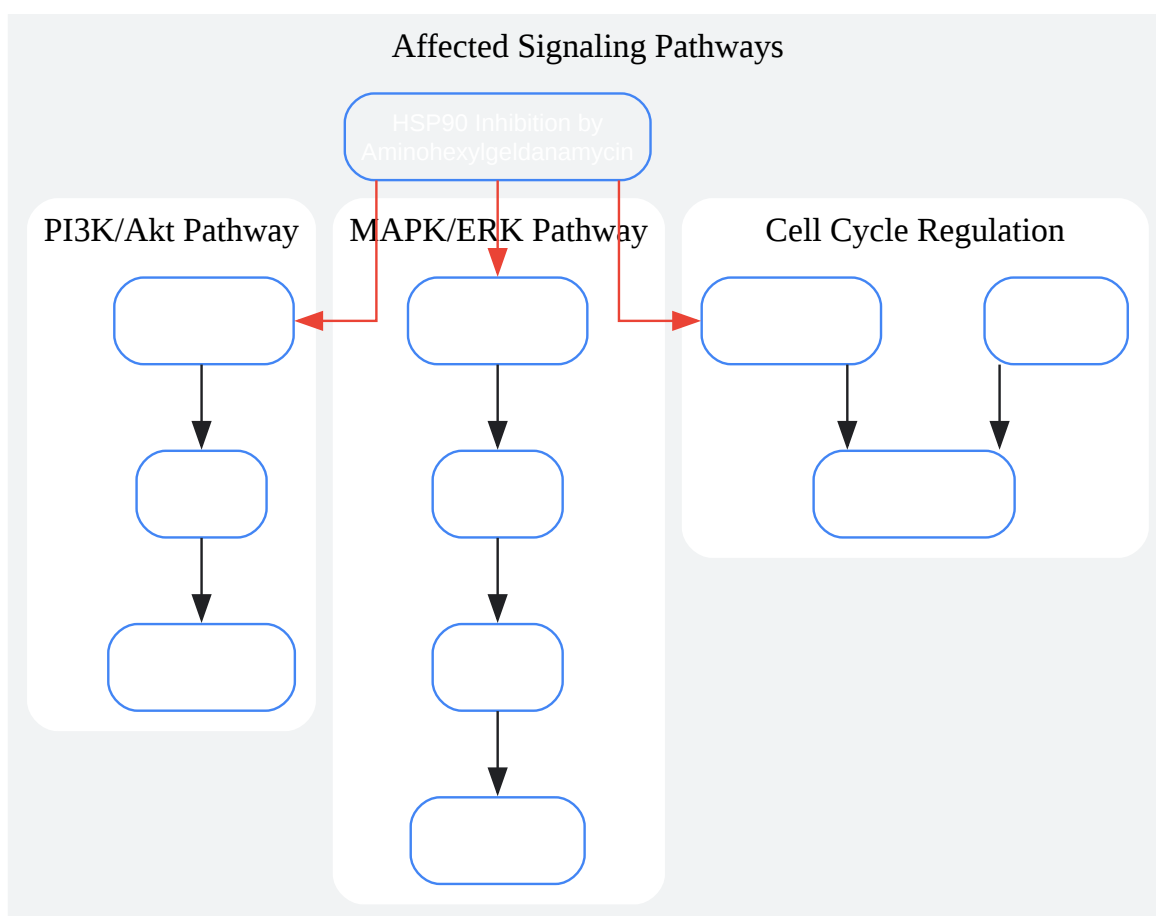 Affected Signaling Pathways
HSP90 Inhibition by
Aminohexylgeldanamycin
PI3K/Akt Pathway
MAPK/ERK Pathway
Cell Cycle Regulation